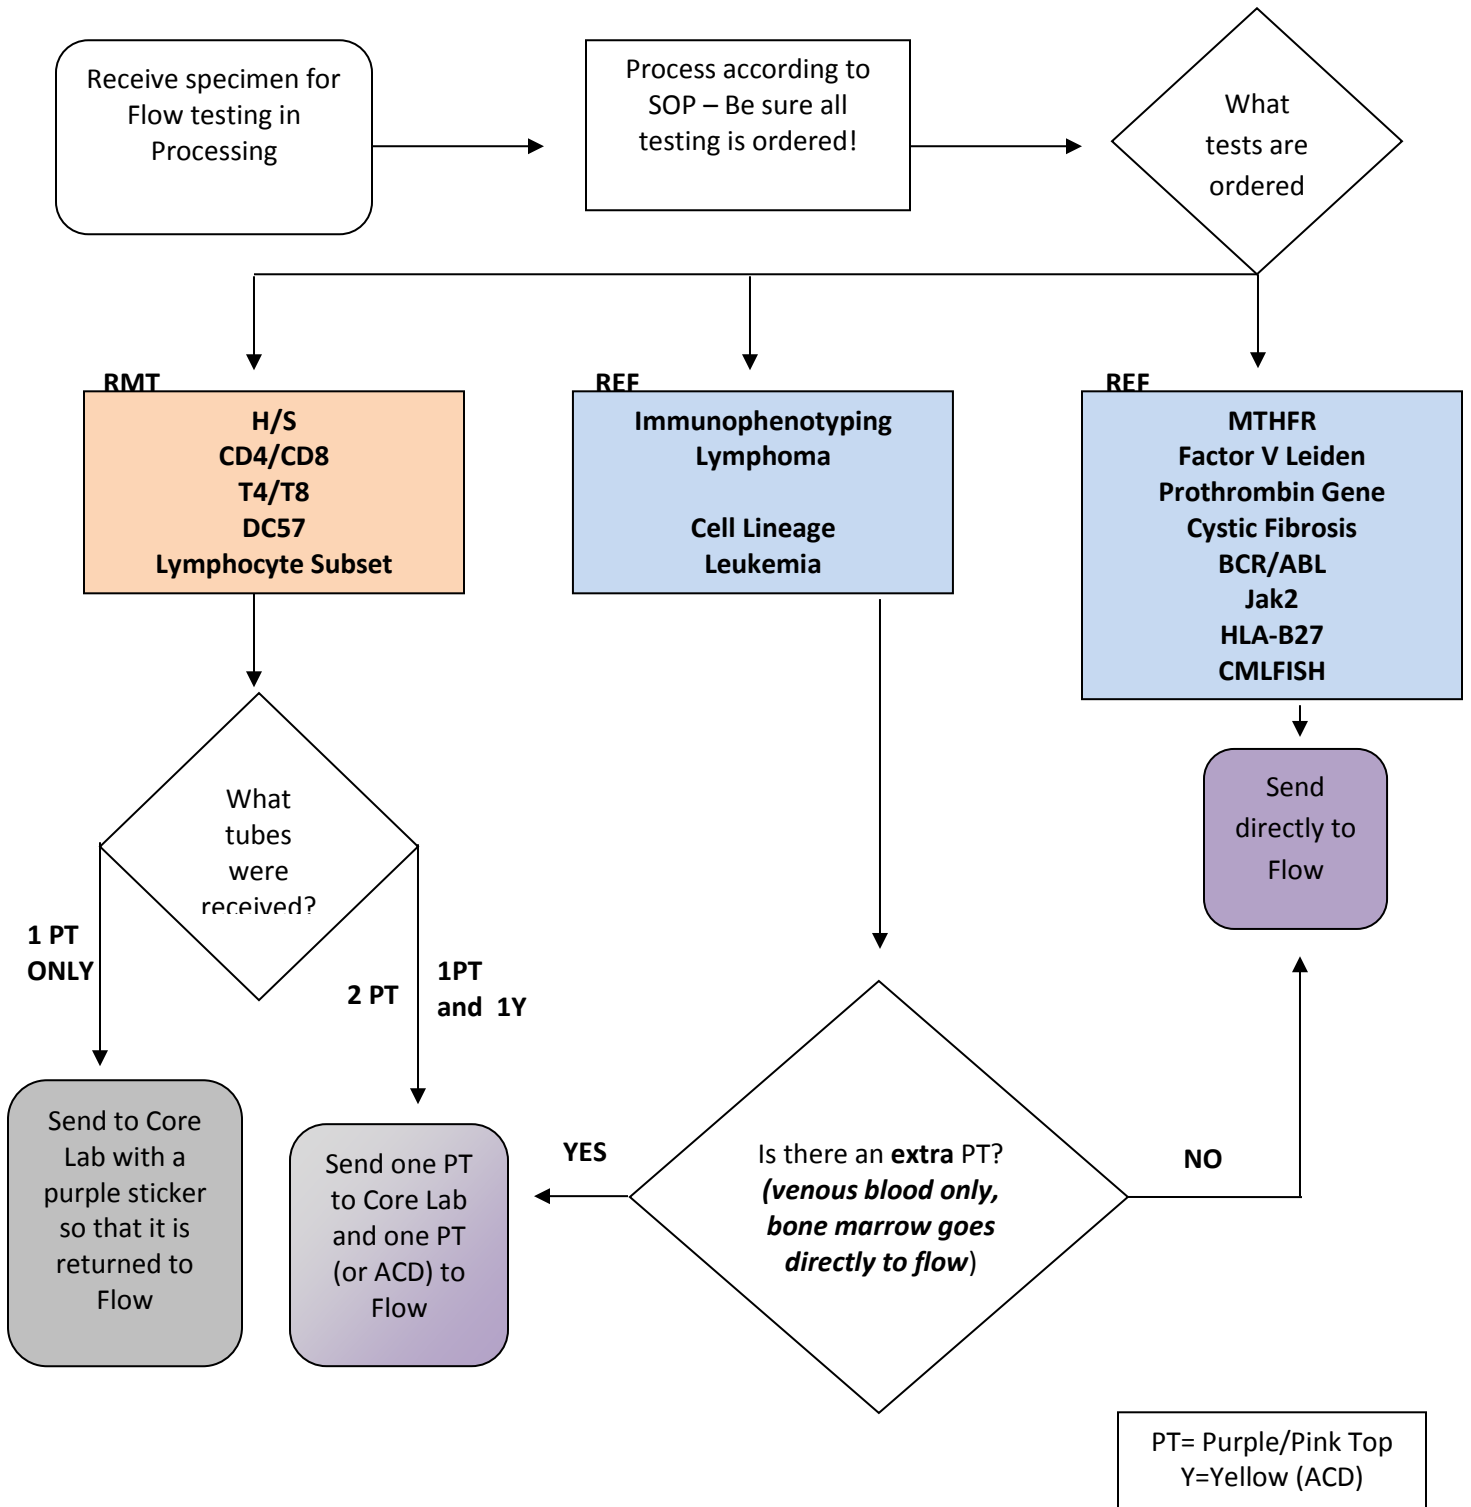 Receive specimen for
Flow testing in
Processing
Process according to
SOP – Be sure all
testing is ordered!
What
tests are
ordered
RMT
H/S
CD4/CD8
T4/T8
DC57
Lymphocyte Subset
REF
Immunophenotyping
Lymphoma
Cell Lineage
Leukemia
REF
MTHFR
Factor V Leiden
Prothrombin Gene
Cystic Fibrosis
BCR/ABL
Jak2
HLA-B27
CMLFISH
What
tubes
were
received?
Send
directly to
Flow
1 PT
ONLY
2 PT
1PT
and 1Y
Send to Core
Lab with a
purple sticker
so that it is
returned to
Flow
Send one PT
to Core Lab
and one PT
(or ACD) to
Flow
YES
Is there an extra PT?
(venous blood only,
bone marrow goes
directly to flow)
NO
PT= Purple/Pink Top
Y=Yellow (ACD)